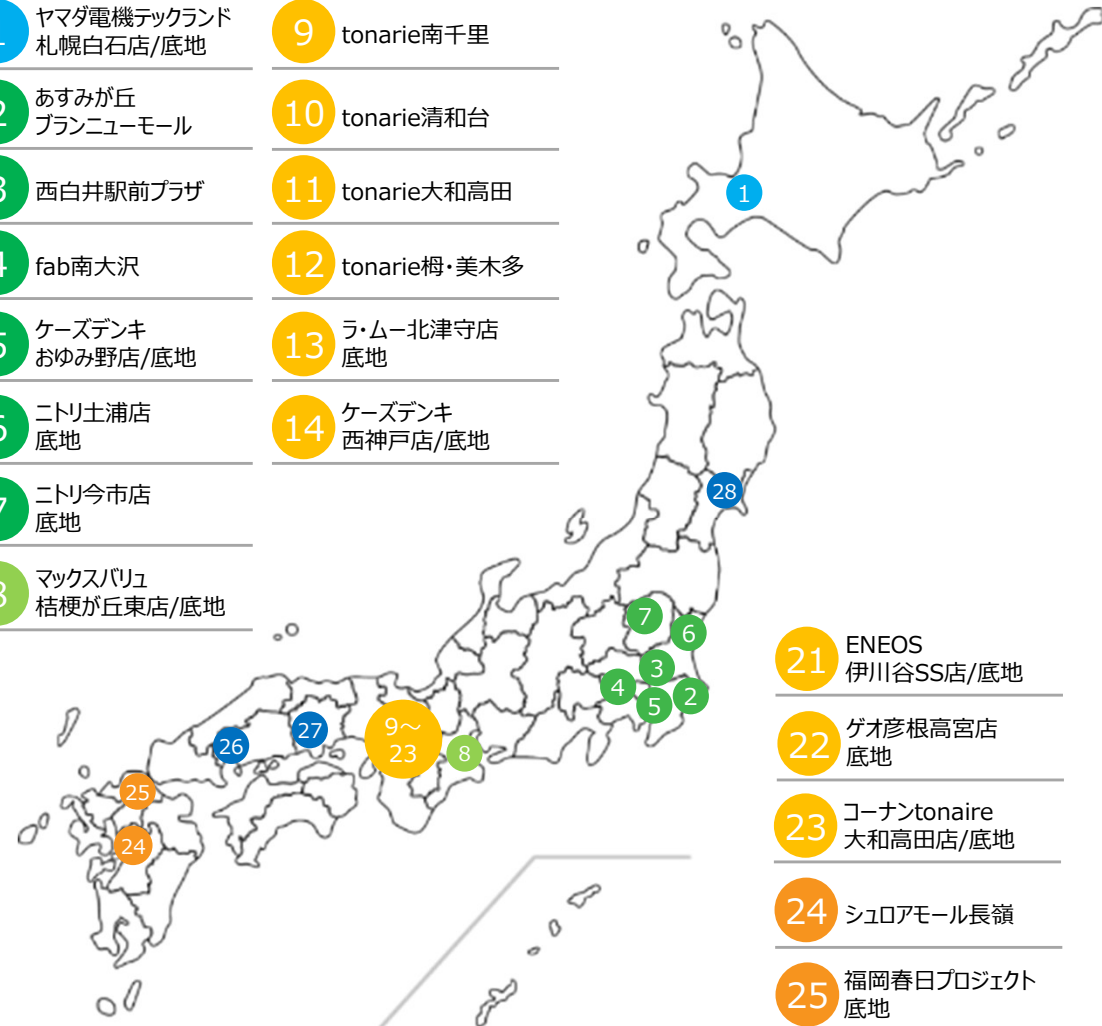 1
ヤマダ電機テックランド
札幌白石店/底地
2
あすみが丘
ブランニューモール
3
西白井駅前プラザ
4
fab南大沢
5
ケーズデンキ
おゆみ野店/底地
6
ニトリ土浦店
底地
7
ニトリ今市店
底地
8
マックスバリュ
桔梗が丘東店/底地
9
tonarie南千里
10
tonarie清和台
11
tonarie大和高田
12
tonarie栂・美木多
13
ラ・ムー北津守店
底地
14
ケーズデンキ
西神戸店/底地
1
28
7
6
3
4
5
2
9～
23
8
27
26
25
24
21
ENEOS
伊川谷SS店/底地
22
ゲオ彦根高宮店
底地
23
コーナンtonaire
大和高田店/底地
24
シュロアモール長嶺
25
福岡春日プロジェクト
底地